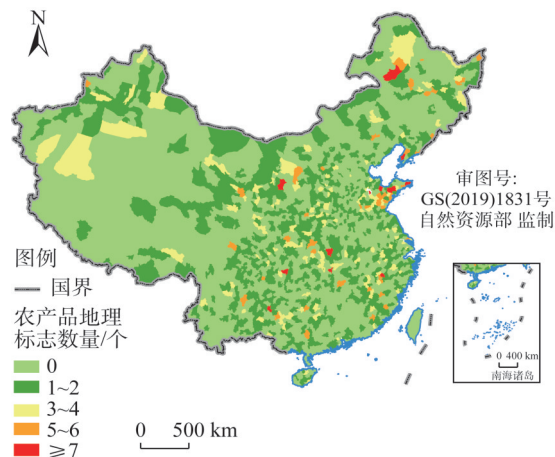 N
审图号:
GS(2019)1831号
自然资源部 监制
图例
国界
农产品地理
标志数量/个
0
1~2
3~4
5~6
≥7
0 500 km
0 400 km
南海诸岛